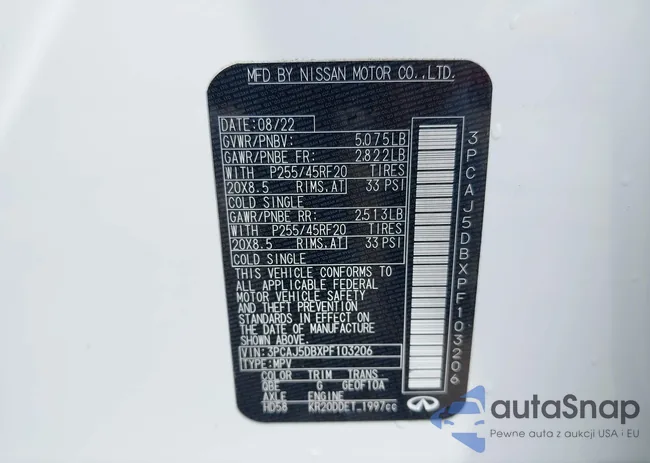 MFD BY NISSAN MOTOR CO.,LTD.
DATE: 08/22
GVWR/PNBV: 5,075LB
GAWR/PNBE FR: 2,822LB
WITH P255/45RF20 TIRES
20X8.5 RIMS,AT 33 PSI
COLD SINGLE
GAWR/PNBE RR: 2,513LB
WITH P255/45RF20 TIRES
20X8.5 RIMS,AT 33 PSI
COLD SINGLE
THIS VEHICLE CONFORMS TO
ALL APPLICABLE FEDERAL
MOTOR VEHICLE SAFETY
AND THEFT PREVENTION
STANDARDS IN EFFECT ON THE
DATE OF MANUFACTURE
SHOWN ABOVE.
VIN: 3PCAJ5DBXPF103206
TYPE: MPV
COLOR TRIM TRANS
QBE G GE0F10A
AXLE ENGINE
HD58 KR20DDET 1997cc
3PCAJ5DBXPF103206
INFINITI
autaSnap
Pewne auta z aukcji USA i EU